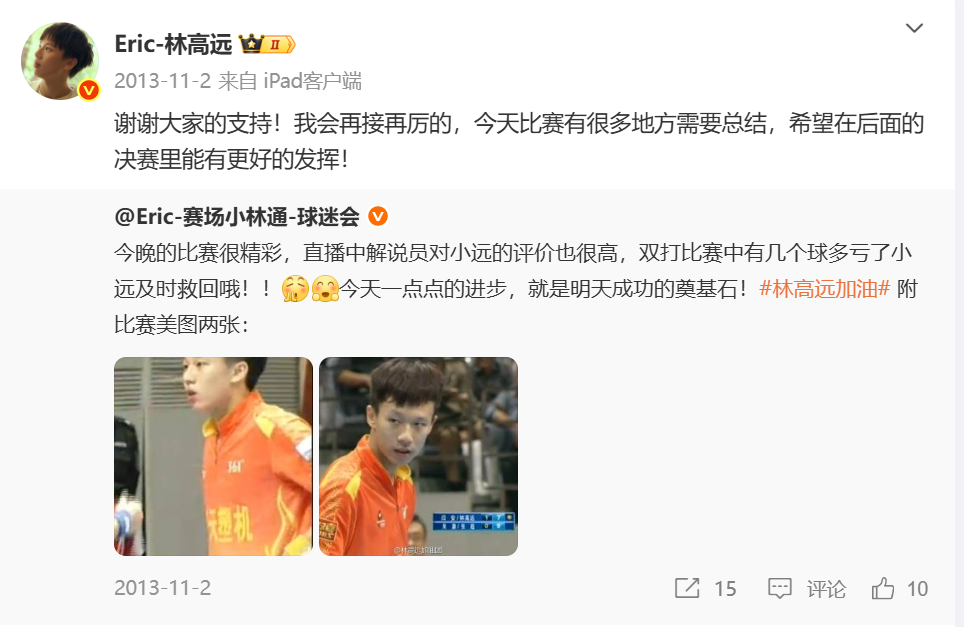 Eric-林高远 II
2013-11-2 来自 iPad客户端
谢谢大家的支持！我会再接再厉的，今天比赛有很多地方需要总结，希望在后面的
决赛里能有更好的发挥！
@Eric-赛场小林通-球迷会
今晚的比赛很精彩，直播中解说员对小远的评价也很高，双打比赛中有几个球多亏了小
远及时救回哦！！今天一点点的进步，就是明天成功的奠基石！#林高远加油# 附
比赛美图两张：
361°
塑机
2013-11-2
15
评论
10